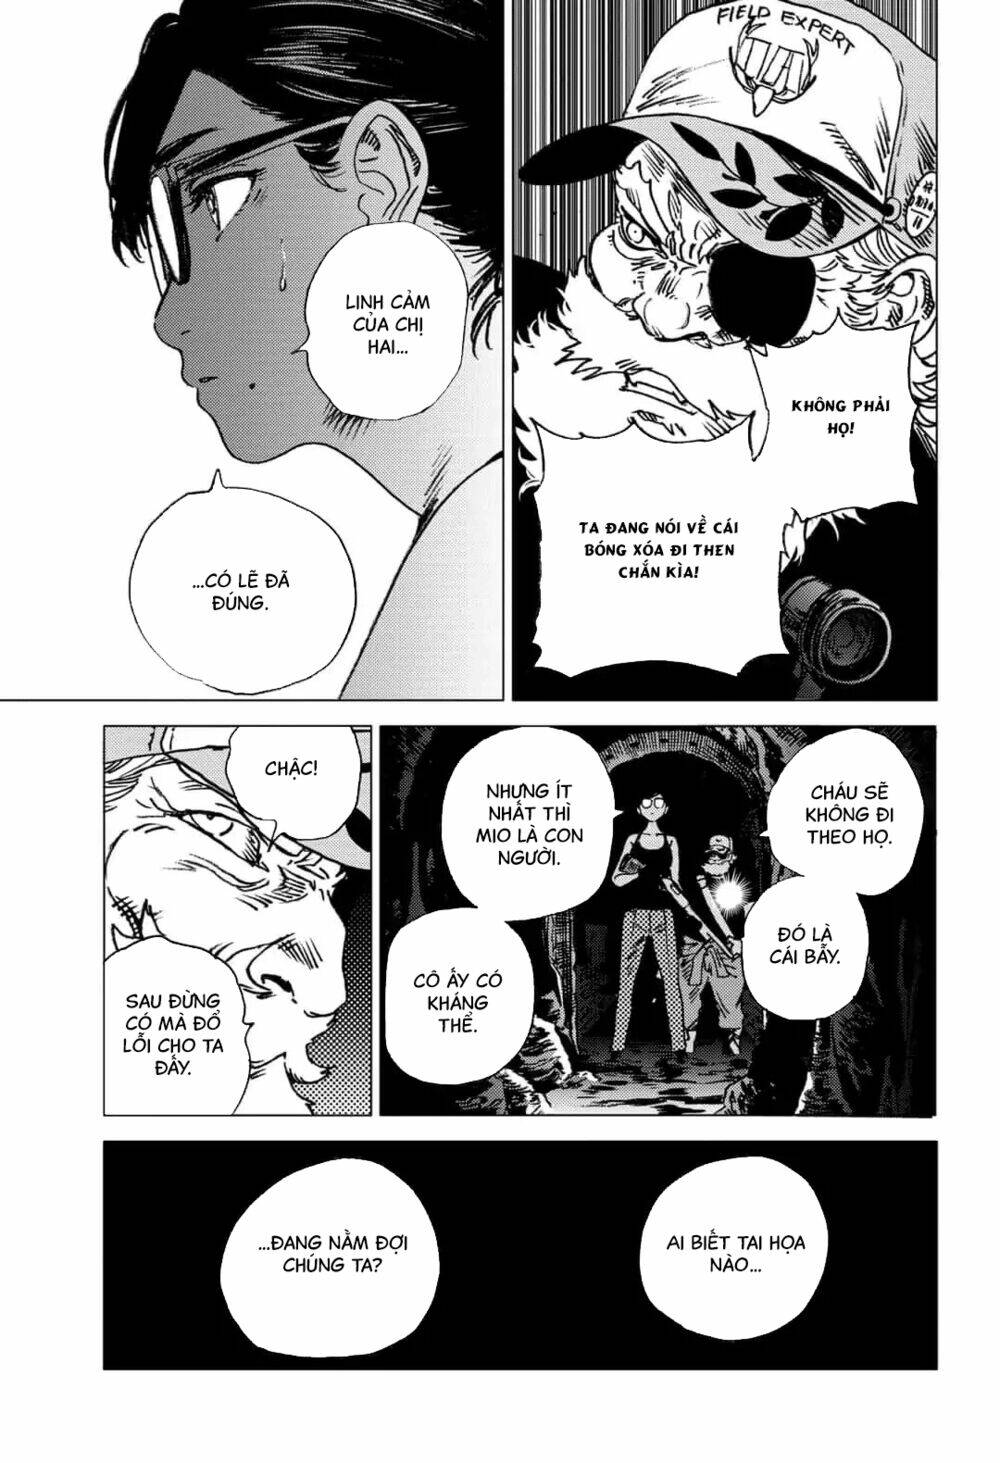 FIELD EXPERT
KHÔNG PHẢI
HỌ!
TA ĐANG NÓI VỀ CÁI
BÓNG XÓA ĐI THEN
CHẮN KÌA!
LINH CẢM
CỦA CHỊ
HAI...
...CÓ LẼ ĐÃ
ĐÚNG.
CHÁU SẼ
KHÔNG ĐI
THEO HỌ.
ĐÓ LÀ
CÁI BẪY.
NHƯNG ÍT
NHẤT THÌ
MIO LÀ CON
NGƯỜI.
CÔ ẤY CÓ
KHÁNG
THỂ.
CHẬC!
SAU ĐỪNG
CÓ MÀ ĐỔ
LỖI CHO TA
ĐẤY.
AI BIẾT TAI HỌA
NÀO...
...ĐANG NẰM ĐỢI
CHÚNG TA?